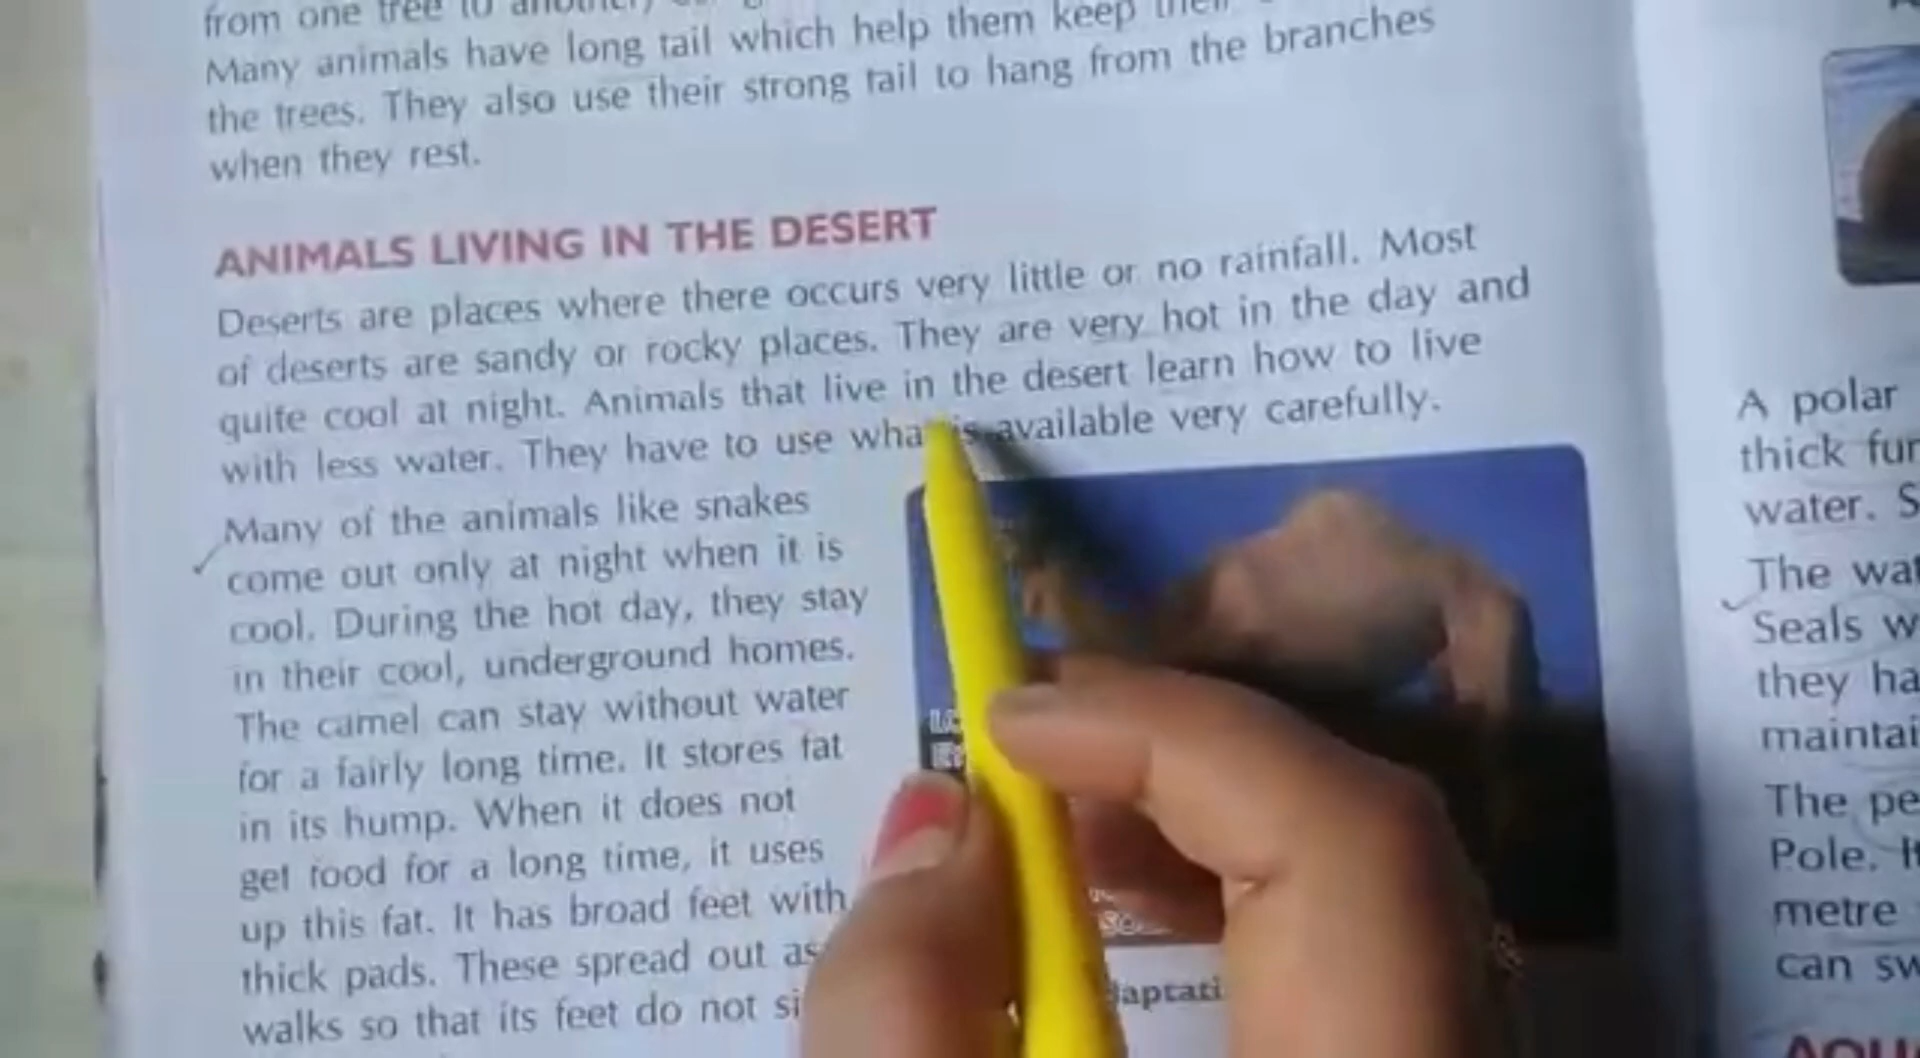 from one tree to another,
Many animals have long tail which help them keep their
the trees. They also use their strong tail to hang from the branches
when they rest.
ANIMALS LIVING IN THE DESERT
Deserts are places where there occurs very little or no rainfall. Most
of deserts are sandy or rocky places. They are very hot in the day and
quite cool at night. Animals that live in the desert learn how to live
with less water. They have to use what is available very carefully.
Many of the animals like snakes
come out only at night when it is
cool. During the hot day, they stay
in their cool, underground homes.
The camel can stay without water
for a fairly long time. It stores fat
in its hump. When it does not
get food for a long time, it uses
up this fat. It has broad feet with
thick pads. These spread out as
walks so that its feet do not
A polar
thick fur
water.
The
Seals
they
The
Pole.
metre
can